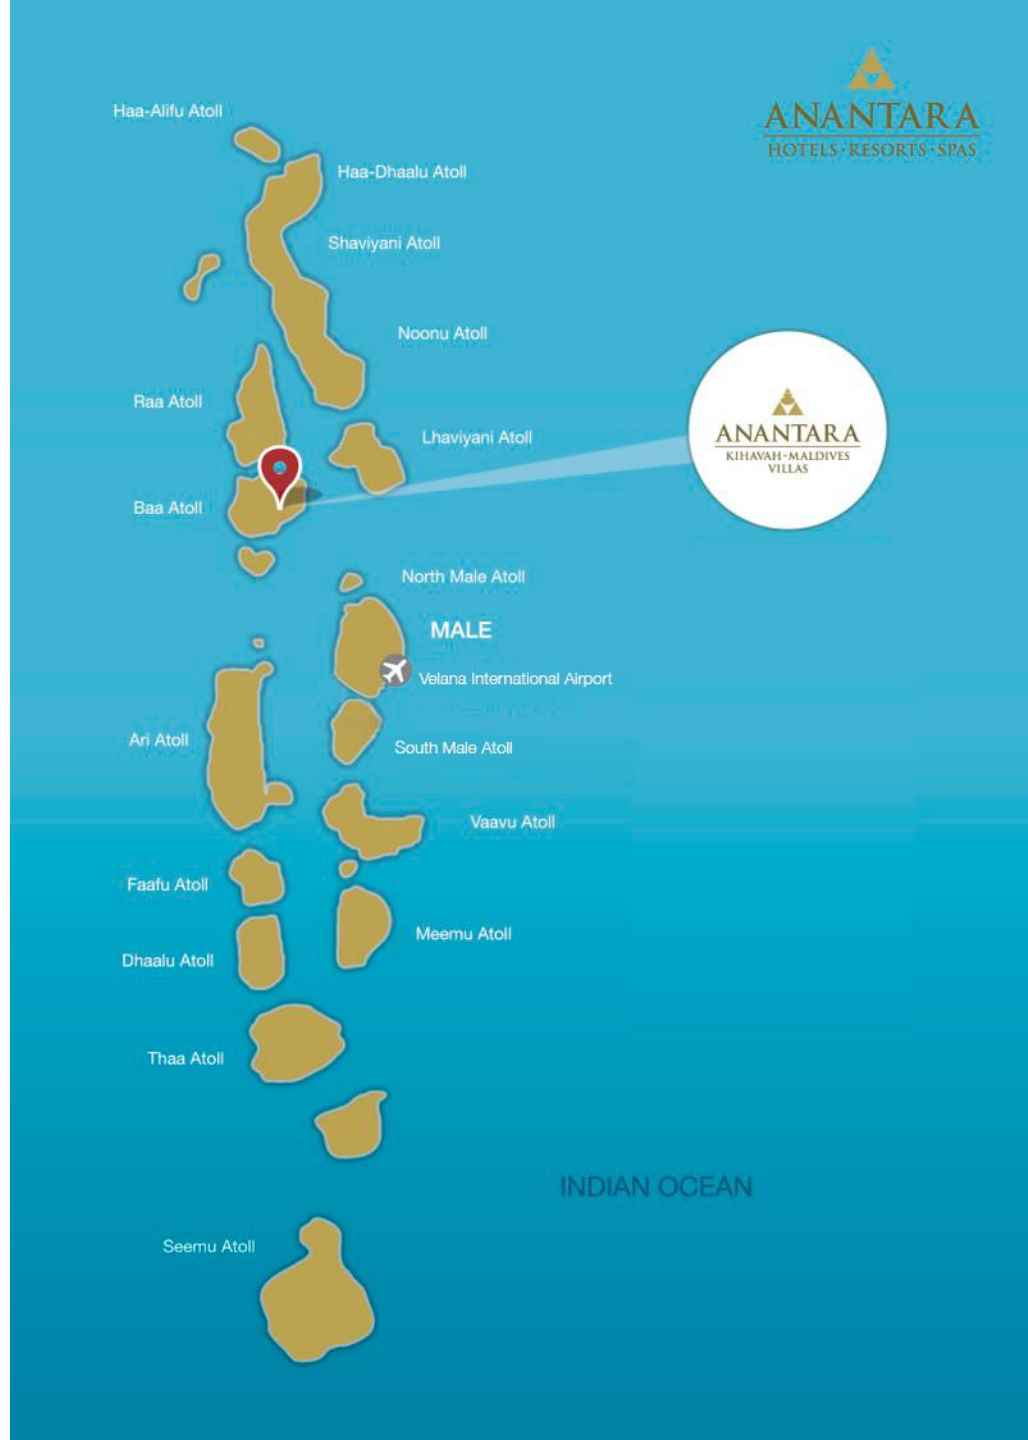 Haa-Alifu Atoll
ANANTARA
HOTELS · RESORTS · SPAS
Haa-Dhaalu Atoll
Shaviyani Atoll
Noonu Atoll
Raa Atoll
Lhaviyani Atoll
ANANTARA
KIHAVAH - MALDIVES
VILLAS
Baa Atoll
North Male Atoll
MALE
Velana International Airport
Ari Atoll
South Male Atoll
Vaavu Atoll
Faafu Atoll
Meemu Atoll
Dhaalu Atoll
Thaa Atoll
INDIAN OCEAN
Seemu Atoll